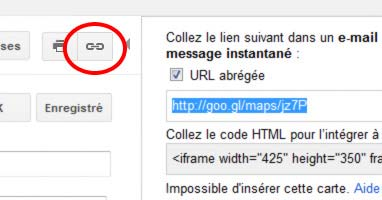 ses
Collez le lien suivant dans un e-mail
message instantané :
URL abrégée
Enregistré
http://goo.gl/maps/jz7P
Collez le code HTML pour l'intégrer à
<iframe width="425" height="350" fra
Impossible d'insérer cette carte. Aide